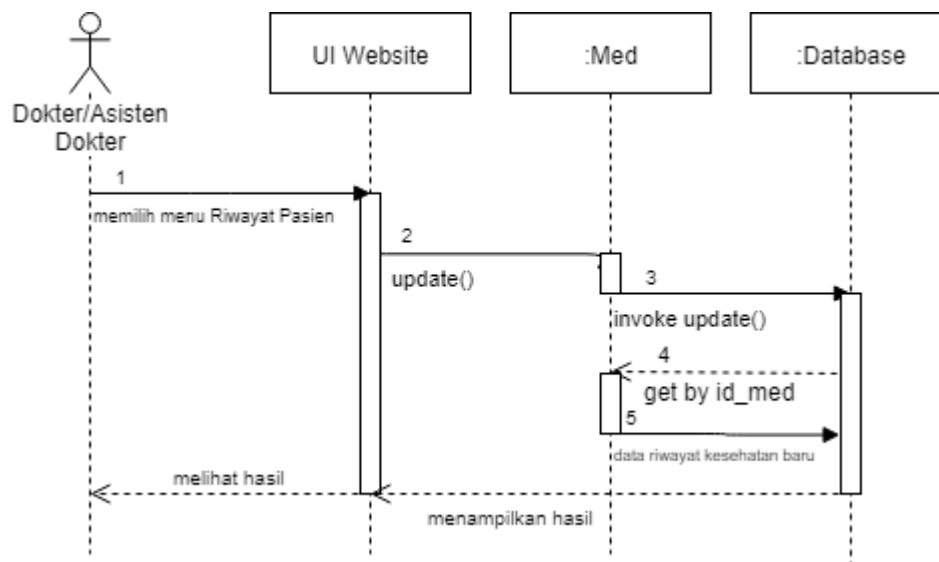 UI Website
:Med
:Database
Dokter/Asisten
Dokter
1
memilih menu Riwayat Pasien
2
update()
3
invoke update()
4
get by id_med
5
data riwayat kesehatan baru
melihat hasil
menampilkan hasil